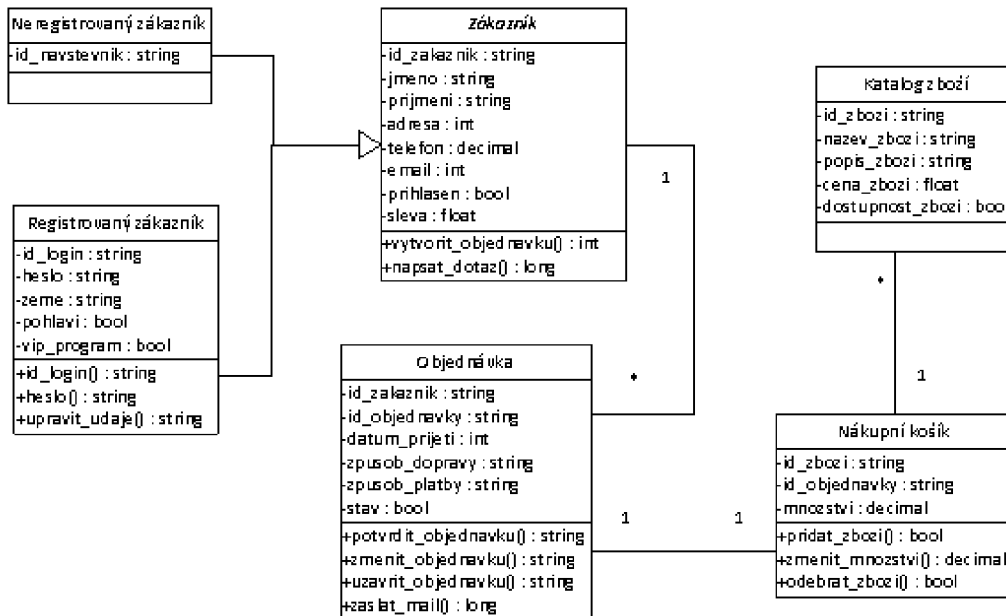 Neregistrovaný zákazník
-id_navstevnik : string
Zákazník
-id_zakaznik : string
-jmeno : string
-prijmeni : string
-adresa : int
-telefon : decimal
-email : int
-prihlasen : bool
-sleva : float
+vytvorit_objednavku() : int
+napsat_dotaz() : long
Katalog zboží
-id_zbozi : string
-nazev_zbozi : string
-popis_zbozi : string
-cena_zbozi : float
-dostupnost_zbozi : bool
Registrovaný zákazník
-id_login : string
-heslo : string
-zeme : string
-pohlavi : bool
-vip_program : bool
+id_login() : string
+heslo() : string
+upravit_udaje() : string
1
*
*
1
Objednávka
-id_zakaznik : string
-id_objednavky : string
-datum_prijeti : int
-zpusob_dopravy : string
-zpusob_platby : string
-stav : bool
+potvrdit_objednavku() : string
+zmenit_objednavku() : string
+uzavrit_objednavku() : string
+zaslat_mail() : long
1
1
Nákupní košík
-id_zbozi : string
-id_objednavky : string
-mnozstvi : decimal
+pridat_zbozi() : bool
+zmenit_mnozstvi() : decimal
+odebrat_zbozi() : bool